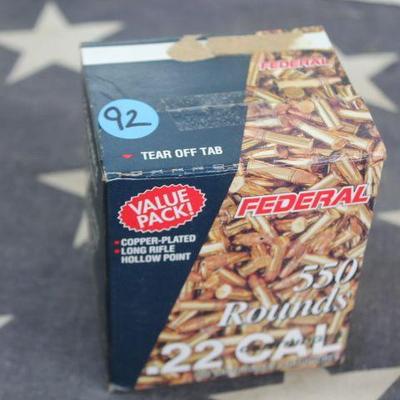 FEDERAL
92
TEAR OFF TAB
VALUE
PACK!
COPPER-PLATED
LONG RIFLE
HOLLOW POINT
FEDERAL
550
Rounds
.22 CAL